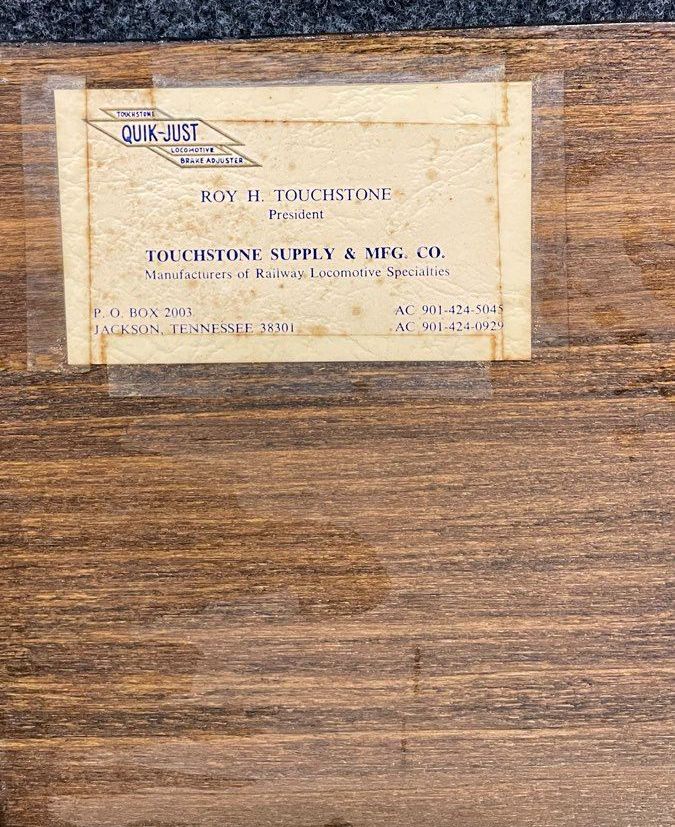 TOUCHSTONE
QUIK-JUST
LOCOMOTIVE
BRAKE ADJUSTER
ROY H. TOUCHSTONE
President
TOUCHSTONE SUPPLY & MFG. CO.
Manufacturers of Railway Locomotive Specialties
P. O. BOX 2003 AC 901-424-5045
JACKSON, TENNESSEE 38301 AC 901-424-0929